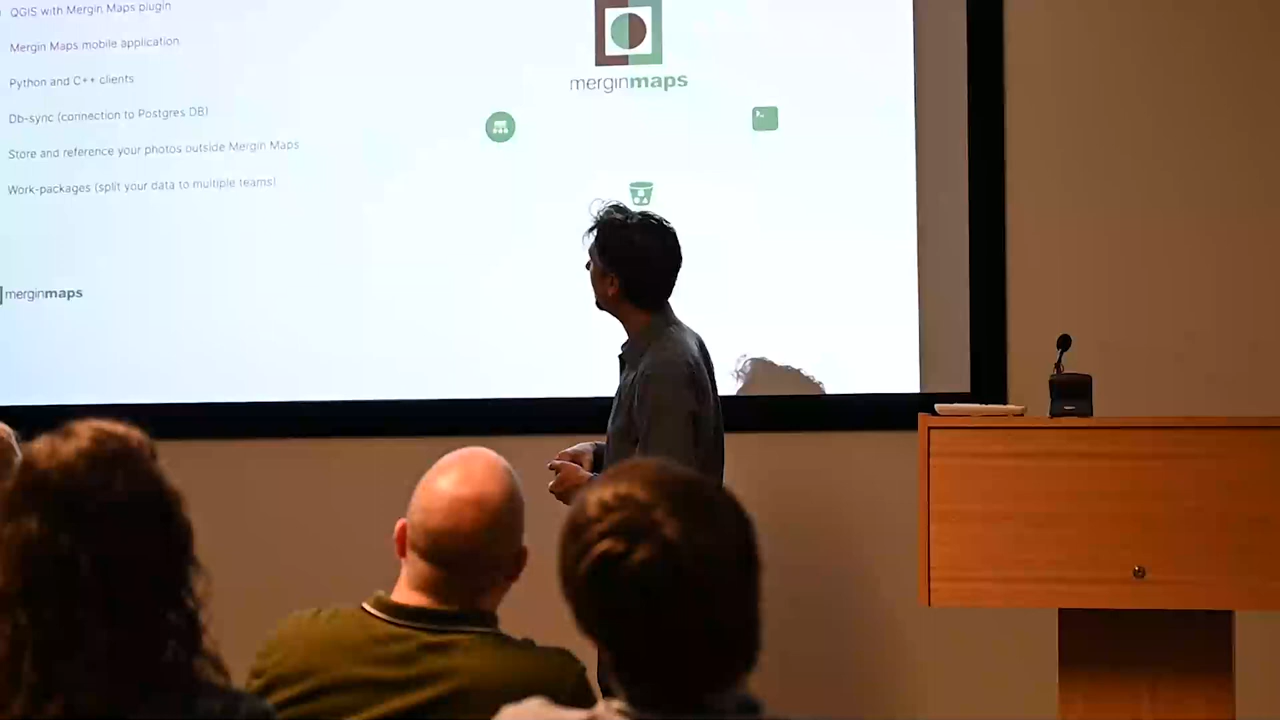 QGIS with Mergin Maps plugin
Mergin Maps mobile application
Python and C++ clients
Db-sync (connection to Postgres DB)
Store and reference your photos outside Mergin Maps
Work-packages (split your data to multiple teams)
merginmaps
merginmaps